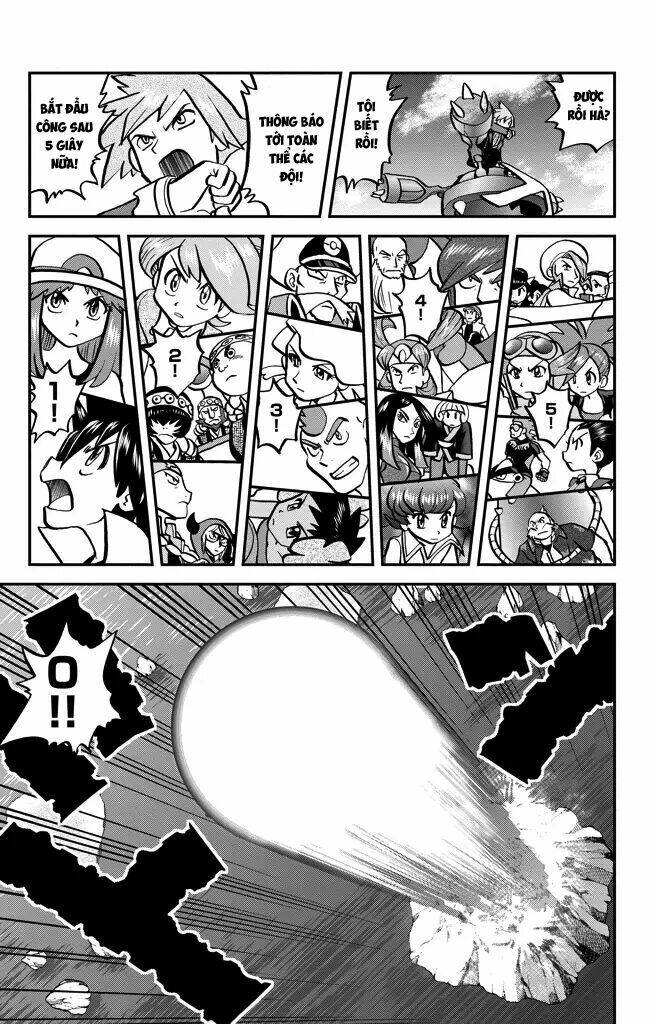 ĐƯỢC
RỒI HẢ?
TỘI
BIẾT
RỒI!
THÔNG BÁO
TỚI TOÀN
THỂ CÁC
ĐỘI!
BẮT ĐẦU
CÔNG SAU
5 GIÂY
NỮA!
5!
4!
3!
2!
1!
0!!